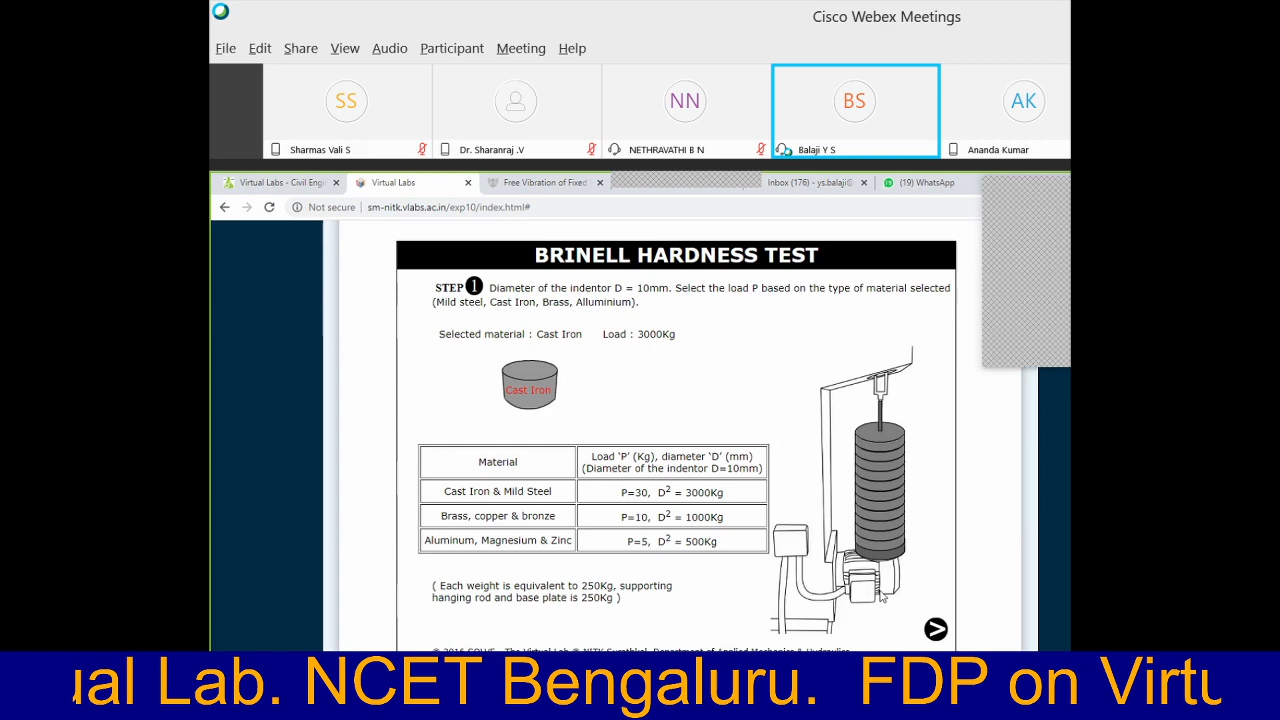 Cisco Webex Meetings
File Edit Share View Audio Participant Meeting Help
SS NN BS AK
Sharmas Vali S Dr. Sharanraj .V NETHRAVATHI B N Balaji Y S Ananda Kumar
Virtual Labs - Civil Engi Virtual Labs Free Vibration of Fixed Inbox (176) - ys.balaji@ (19) WhatsApp
Not secure sm-nitk.vlabs.ac.in/exp10/index.html#
BRINELL HARDNESS TEST
STEP 1 Diameter of the indentor D = 10mm. Select the load P based on the type of material selected
(Mild steel, Cast Iron, Brass, Alluminium).
Selected material : Cast Iron Load : 3000Kg
Cast Iron
Material
Load ‘P’ (Kg), diameter ‘D’ (mm)
(Diameter of the indentor D=10mm)
Cast Iron & Mild Steel P=30, D² = 3000Kg
Brass, copper & bronze P=10, D² = 1000Kg
Aluminum, Magnesium & Zinc P=5, D² = 500Kg
( Each weight is equivalent to 250Kg, supporting
hanging rod and base plate is 250Kg )
ual Lab. NCET Bengaluru. FDP on Virtu